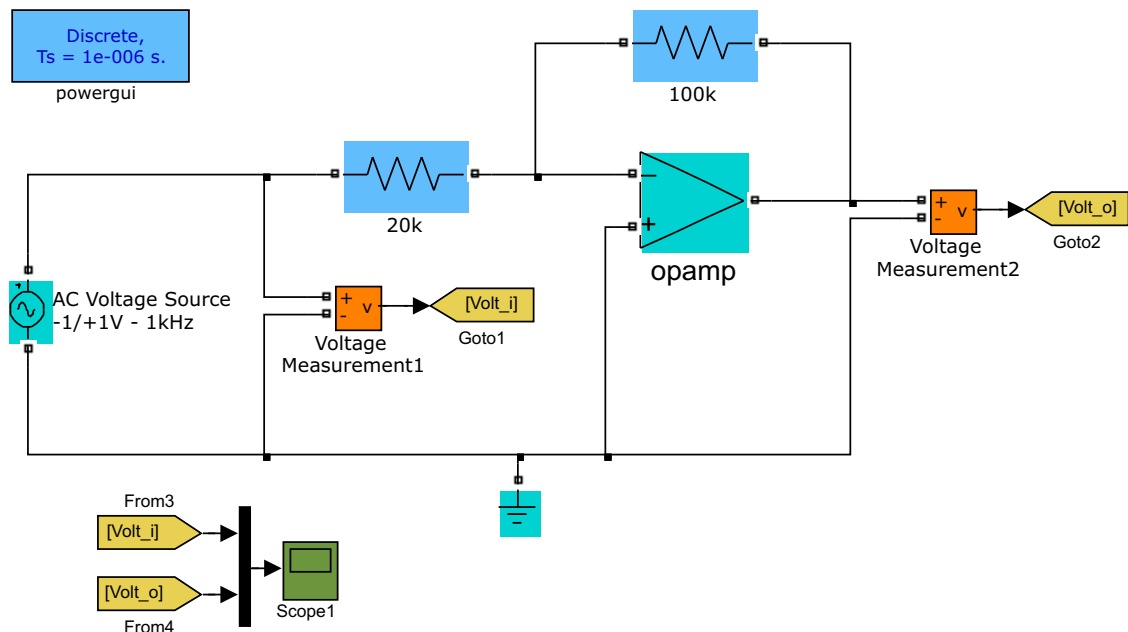 Discrete,
Ts = 1e-006 s.
powergui
100k
20k
−
+
opamp
+
-
v
[Volt_o]
Goto2
Voltage
Measurement2
AC Voltage Source
-1/+1V - 1kHz
+
+
-
v
[Volt_i]
Goto1
Voltage
Measurement1
From3
[Volt_i]
[Volt_o]
From4
Scope1